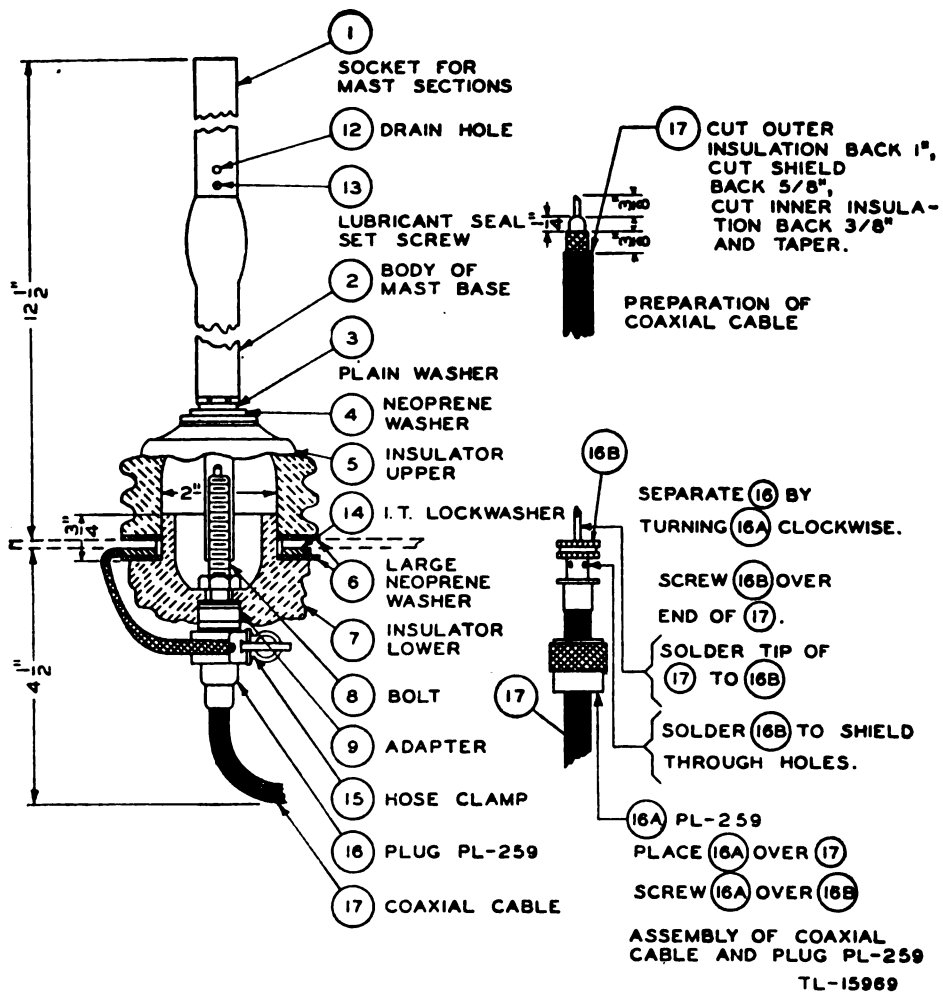 1
SOCKET FOR
MAST SECTIONS
12 DRAIN HOLE
13
LUBRICANT SEAL
SET SCREW
2 BODY OF
MAST BASE
3
PLAIN WASHER
4 NEOPRENE
WASHER
5 INSULATOR
UPPER
14 I.T. LOCKWASHER
6 LARGE
NEOPRENE
WASHER
7 INSULATOR
LOWER
8 BOLT
9 ADAPTER
15 HOSE CLAMP
16 PLUG PL-259
17 COAXIAL CABLE
12 1/2"
4 1/2"
3/4"
2"
17 CUT OUTER
INSULATION BACK 1",
CUT SHIELD
BACK 5/8",
CUT INNER INSULA-
TION BACK 3/8"
AND TAPER.
3/8"
1/4"
3/8"
PREPARATION OF
COAXIAL CABLE
16B
SEPARATE 16 BY
TURNING 16A CLOCKWISE.
SCREW 16B OVER
END OF 17.
SOLDER TIP OF
17 TO 16B
17
SOLDER 16B TO SHIELD
THROUGH HOLES.
16A PL-259
PLACE 16A OVER 17
SCREW 16A OVER 16B
ASSEMBLY OF COAXIAL
CABLE AND PLUG PL-259
TL-15969